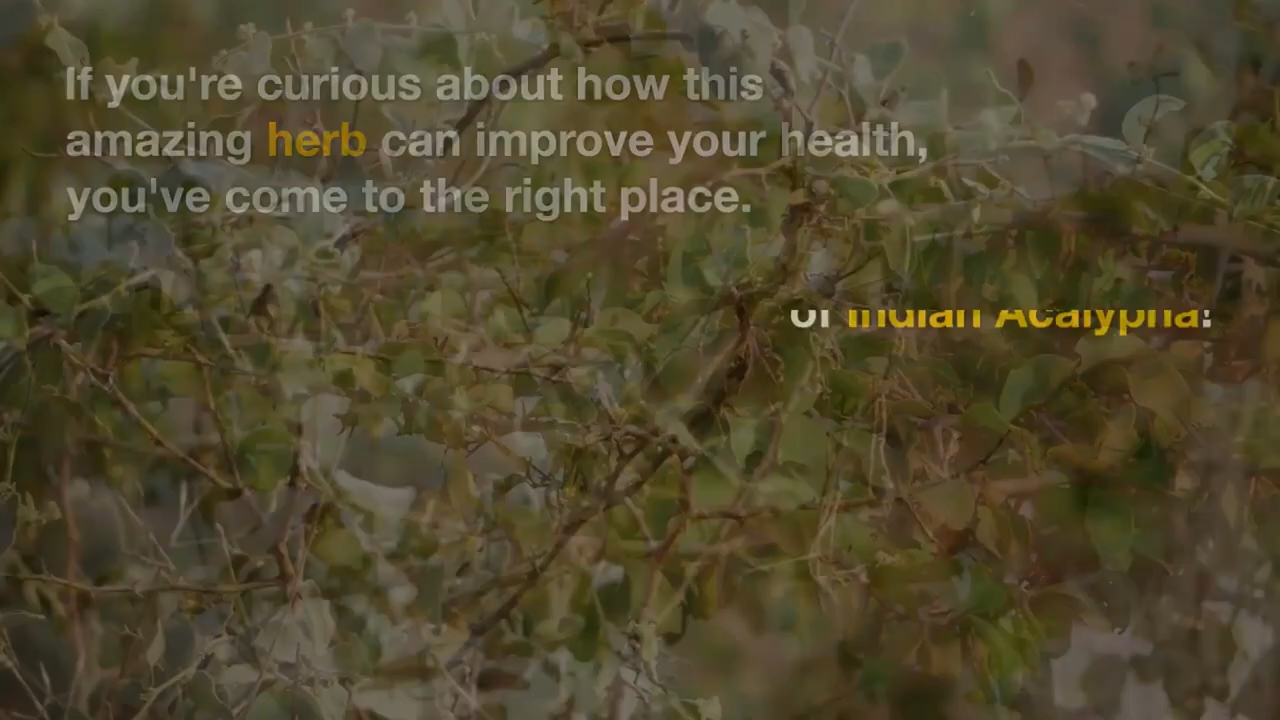 If you're curious about how this
amazing herb can improve your health,
you've come to the right place.
of Indian Acalypha!